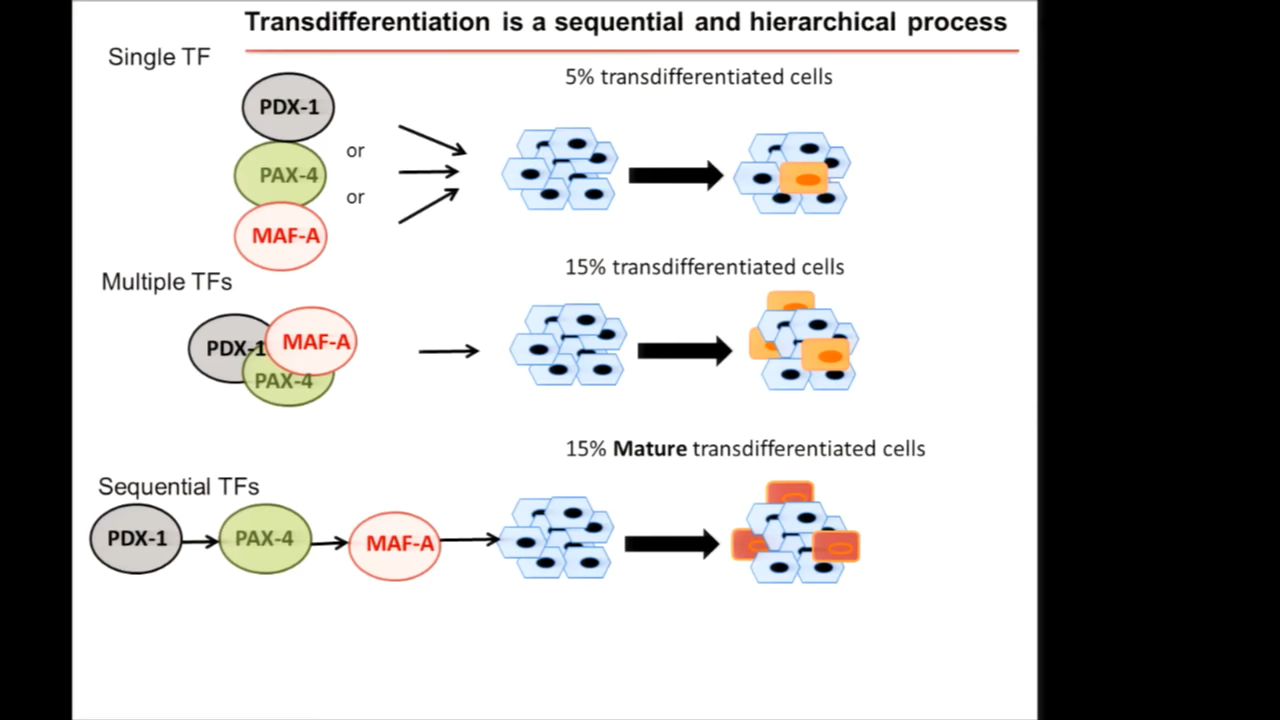 Transdifferentiation is a sequential and hierarchical process
Single TF
5% transdifferentiated cells
PDX-1
or
PAX-4
or
MAF-A
Multiple TFs
15% transdifferentiated cells
PDX-1
MAF-A
PAX-4
15% Mature transdifferentiated cells
Sequential TFs
PDX-1
PAX-4
MAF-A